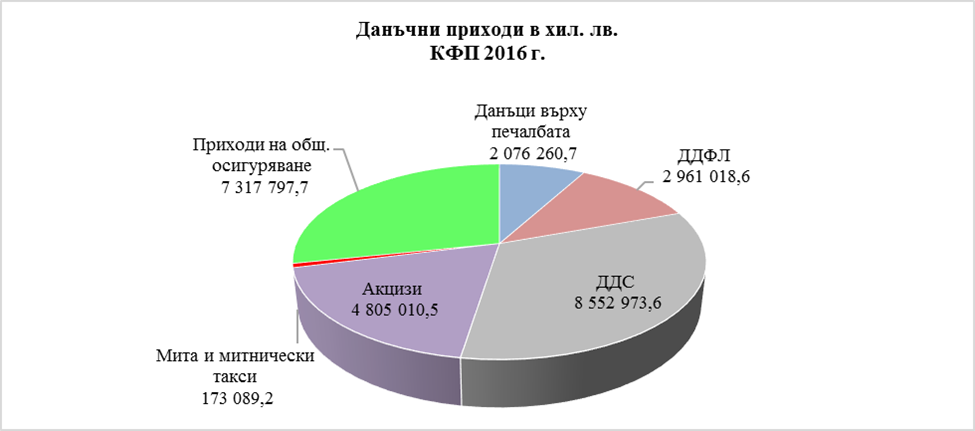 Данъчни приходи в хил. лв.
КФП 2016 г.
Данъци върху
печалбата
2 076 260,7
ДДФЛ
2 961 018,6
ДДС
8 552 973,6
Акцизи
4 805 010,5
Мита и митнически
такси
173 089,2
Приходи на общ.
осигуряване
7 317 797,7